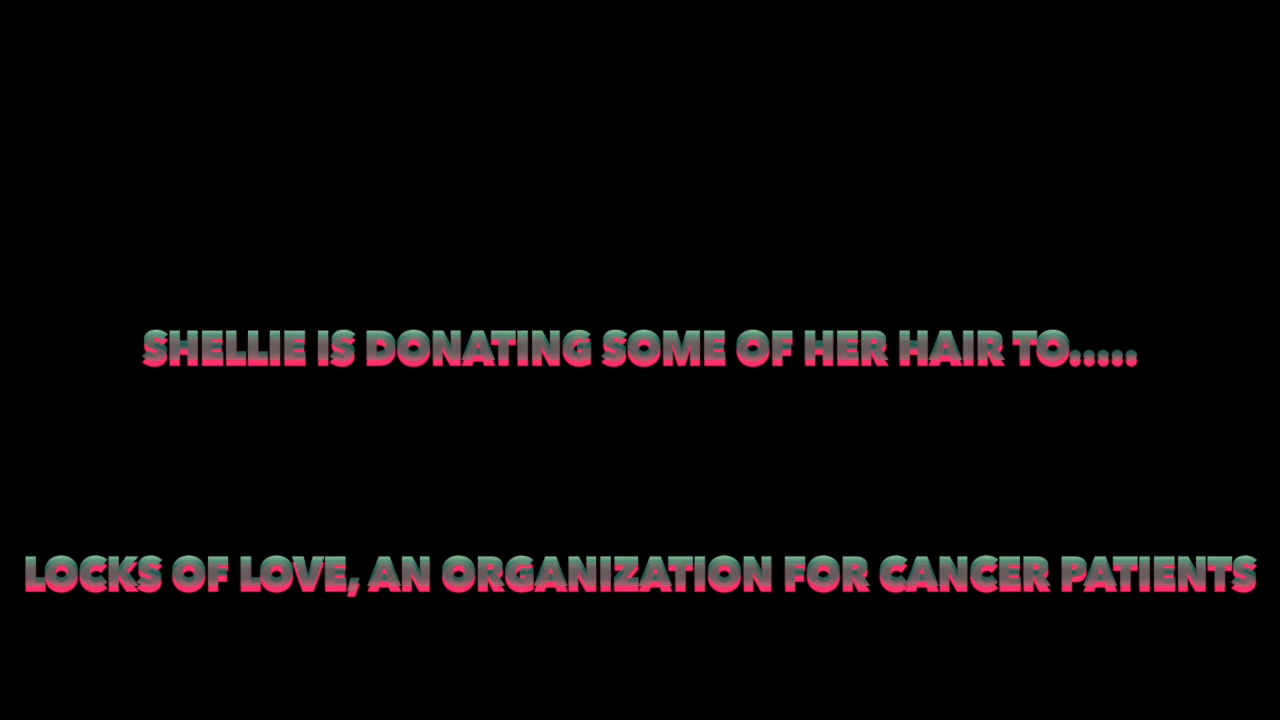 SHELLIE IS DONATING SOME OF HER HAIR TO.....
LOCKS OF LOVE, AN ORGANIZATION FOR CANCER PATIENTS